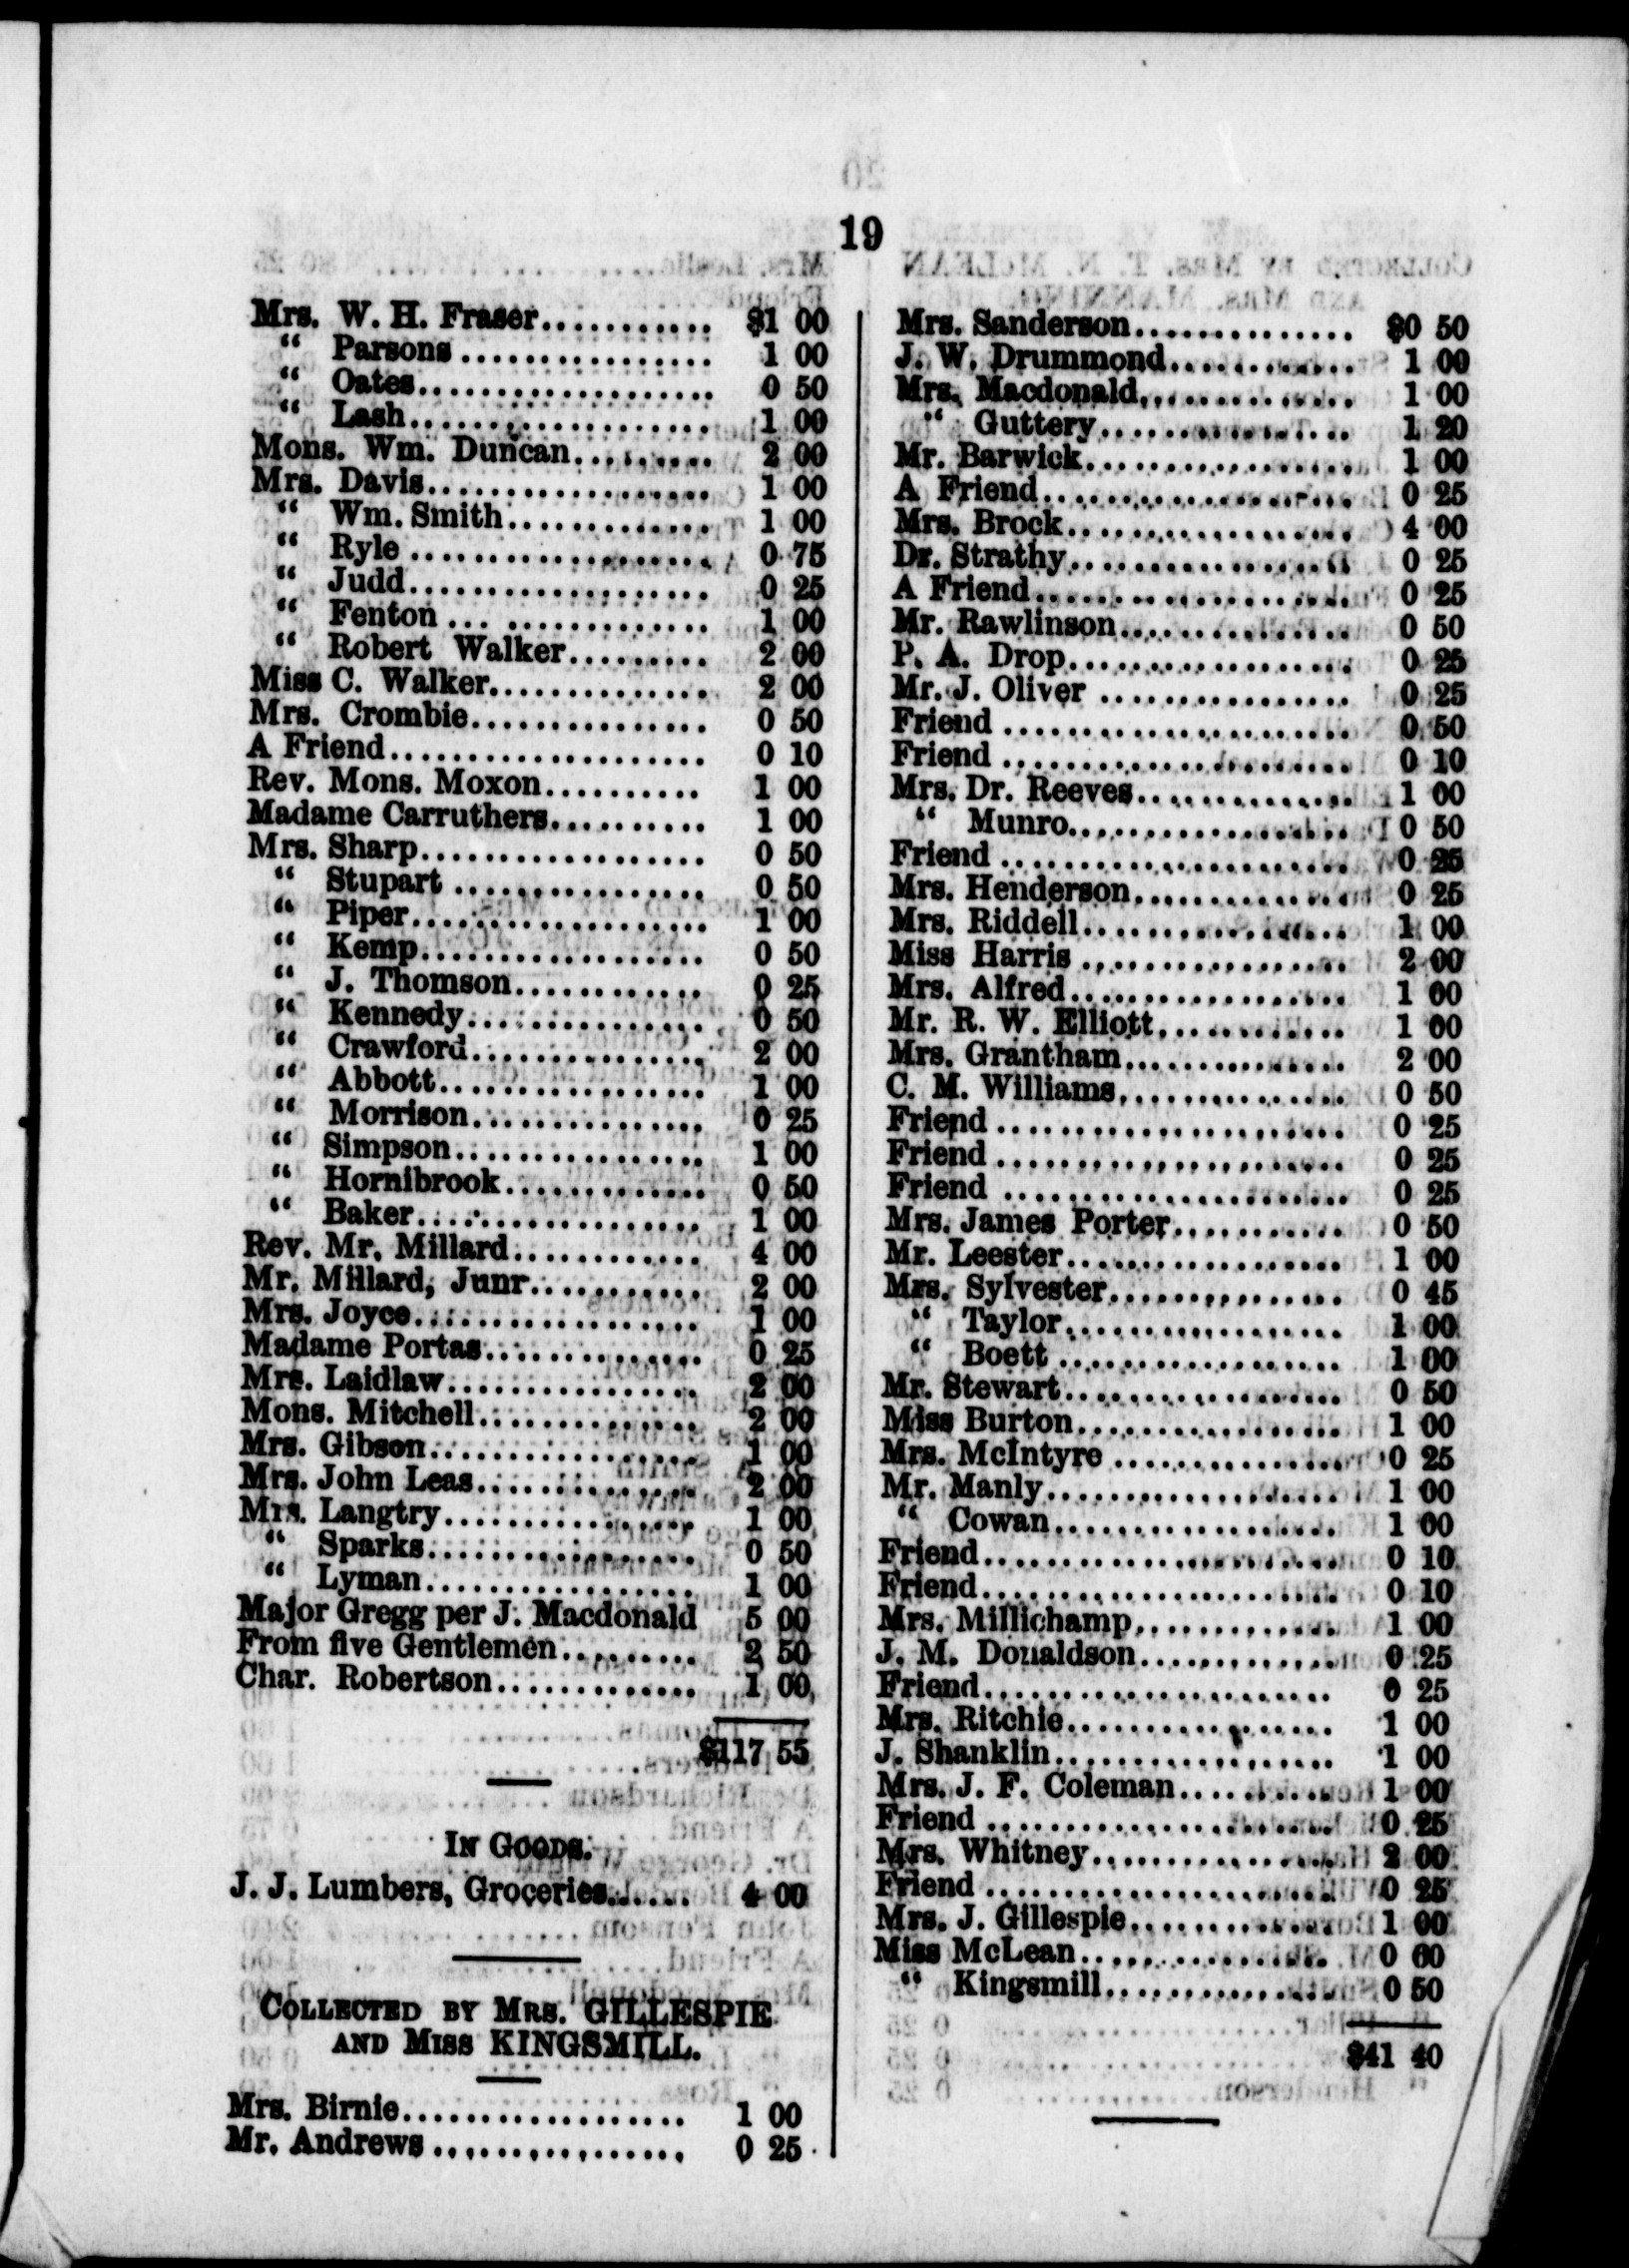 19
Mrs. W. H. Fraser............ $1 00
“ Parsons ................ 1 00
“ Oates................... 0 50
“ Lash................... 1 00
Mons. Wm. Duncan......... 2 00
Mrs. Davis.................. 1 00
“ Wm. Smith............. 1 00
“ Ryle ................... 0 75
“ Judd................... 0 25
“ Fenton ... ............. 1 00
“ Robert Walker......... 2 00
Miss C. Walker.............. 2 00
Mrs. Crombie............... 0 50
A Friend.................... 0 10
Rev. Mons. Moxon.......... 1 00
Madame Carruthers.......... 1 00
Mrs. Sharp.................. 0 50
“ Stupart ................ 0 50
“ Piper................... 1 00
“ Kemp.................. 0 50
“ J. Thomson............ 0 25
“ Kennedy............... 0 50
“ Crawford............... 2 00
“ Abbott................. 1 00
“ Morrison............... 0 25
“ Simpson................ 1 00
“ Hornibrook............. 0 50
“ Baker.................. 1 00
Rev. Mr. Millard............ 4 00
Mr. Millard, Junr........... 2 00
Mrs. Joyce.................. 1 00
Madame Portas.............. 0 25
Mrs. Laidlaw................ 2 00
Mons. Mitchell.............. 2 00
Mrs. Gibson................. 1 00
Mrs. John Leas.............. 2 00
Mrs. Langtry................ 1 00
“ Sparks................. 0 50
“ Lyman................. 1 00
Major Gregg per J. Macdonald 5 00
From five Gentlemen......... 2 50
Char. Robertson............. 1 00
$117 55
IN GOODS.
J. J. Lumbers, Groceries...... 4 00
COLLECTED BY MRS. GILLESPIE
AND MISS KINGSMILL.
Mrs. Birnie.................. 1 00
Mr. Andrews ................ 0 25
Mrs. Sanderson.............. $0 50
J. W. Drummond............ 1 00
Mrs. Macdonald.............. 1 00
“ Guttery................ 1 20
Mr. Barwick................. 1 00
A Friend.................... 0 25
Mrs. Brock.................. 4 00
Dr. Strathy.................. 0 25
A Friend.................... 0 25
Mr. Rawlinson............... 0 50
P. A. Drop.................. 0 25
Mr. J. Oliver ................ 0 25
Friend ...................... 0 50
Friend ...................... 0 10
Mrs. Dr. Reeves.............. 1 00
“ Munro.................. 0 50
Friend ...................... 0 25
Mrs. Henderson.............. 0 25
Mrs. Riddell................. 1 00
Miss Harris ................. 2 00
Mrs. Alfred.................. 1 00
Mr. R. W. Elliott............ 1 00
Mrs. Grantham.............. 2 00
C. M. Williams.............. 0 50
Friend ...................... 0 25
Friend ...................... 0 25
Friend ...................... 0 25
Mrs. James Porter........... 0 50
Mr. Leester.................. 1 00
Mrs. Sylvester............... 0 45
“ Taylor.................. 1 00
“ Boett .................. 1 00
Mr. Stewart.................. 0 50
Miss Burton................. 1 00
Mrs. McIntyre ............... 0 25
Mr. Manly................... 1 00
“ Cowan.................. 1 00
Friend....................... 0 10
Friend....................... 0 10
Mrs. Millichamp............. 1 00
J. M. Donaldson............. 0 25
Friend...................... 0 25
Mrs. Ritchie................. 1 00
J. Shanklin.................. 1 00
Mrs. J. F. Coleman........... 1 00
Friend ...................... 0 25
Mrs. Whitney................ 2 00
Friend ...................... 0 25
Mrs. J. Gillespie............. 1 00
Miss McLean................ 0 60
“ Kingsmill............... 0 50
$41 40